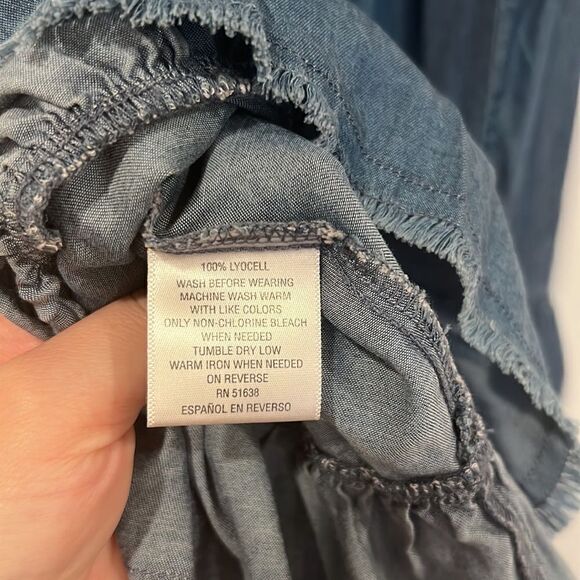 100% LYOCELL
WASH BEFORE WEARING
MACHINE WASH WARM
WITH LIKE COLORS
ONLY NON-CHLORINE BLEACH
WHEN NEEDED
TUMBLE DRY LOW
WARM IRON WHEN NEEDED
ON REVERSE
RN 51638
ESPAÑOL EN REVERSO